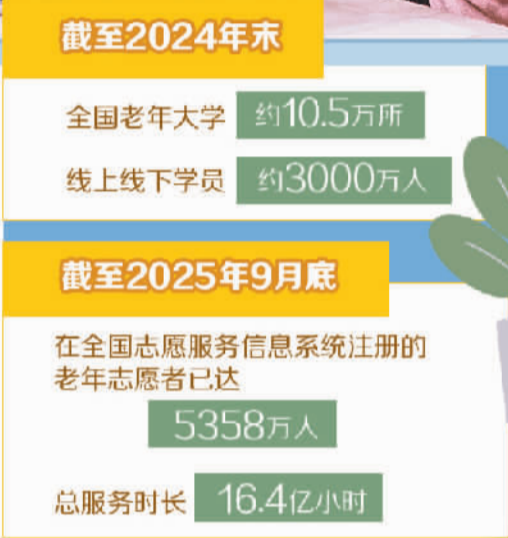 截至2024年末
全国老年大学 约10.5万所
线上线下学员 约3000万人
截至2025年9月底
在全国志愿服务信息系统注册的
老年志愿者已达
5358万人
总服务时长 16.4亿小时